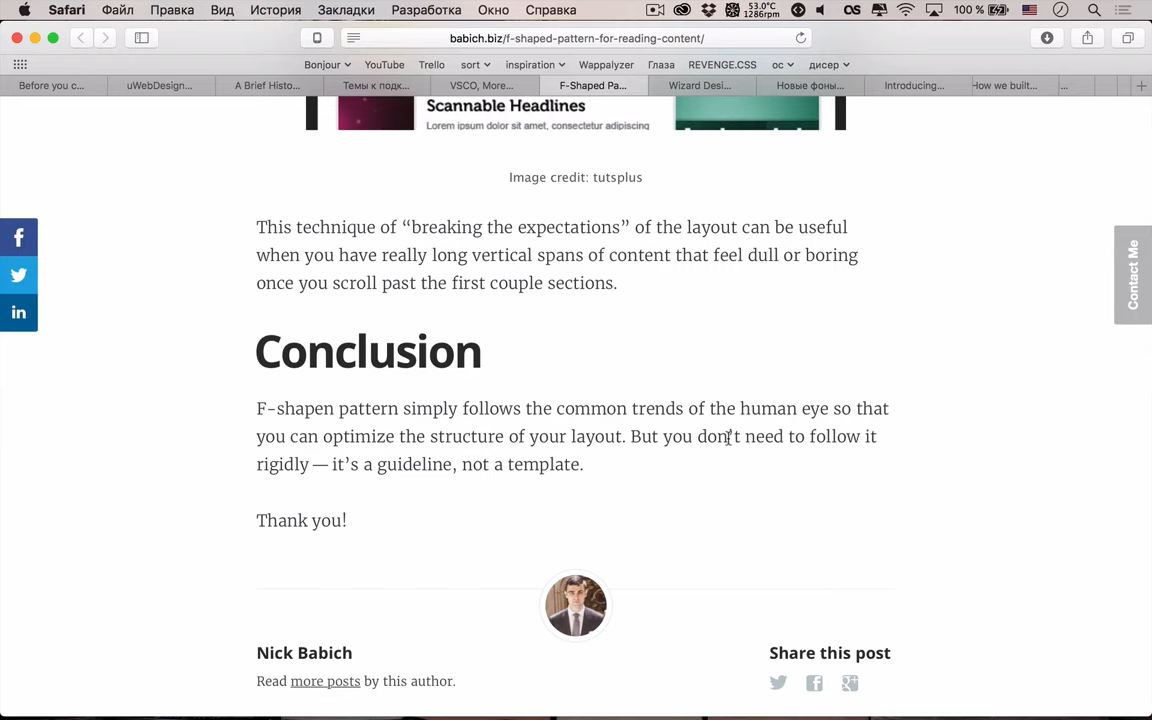 Safari Файл Правка Вид История Закладки Разработка Окно Справка 53.0°C 1286rpm 100 %
babich.biz/f-shaped-pattern-for-reading-content/
Bonjour YouTube Trello sort inspiration Wappalyzer Глаза REVENGE.CSS ос дисер
Before you c... uWebDesign... A Brief Histo... Темы к подк... VSCO, More... F-Shaped Pa... Wizard Desi... Новые фоны... Introducing... How we built... ...
Scannable Headlines
Lorem ipsum dolor sit amet, consectetur adipiscing
Image credit: tutsplus
This technique of “breaking the expectations” of the layout can be useful
when you have really long vertical spans of content that feel dull or boring
once you scroll past the first couple sections.
Contact Me
Conclusion
F-shapen pattern simply follows the common trends of the human eye so that
you can optimize the structure of your layout. But you don't need to follow it
rigidly — it’s a guideline, not a template.
Thank you!
Nick Babich
Read more posts by this author.
Share this post